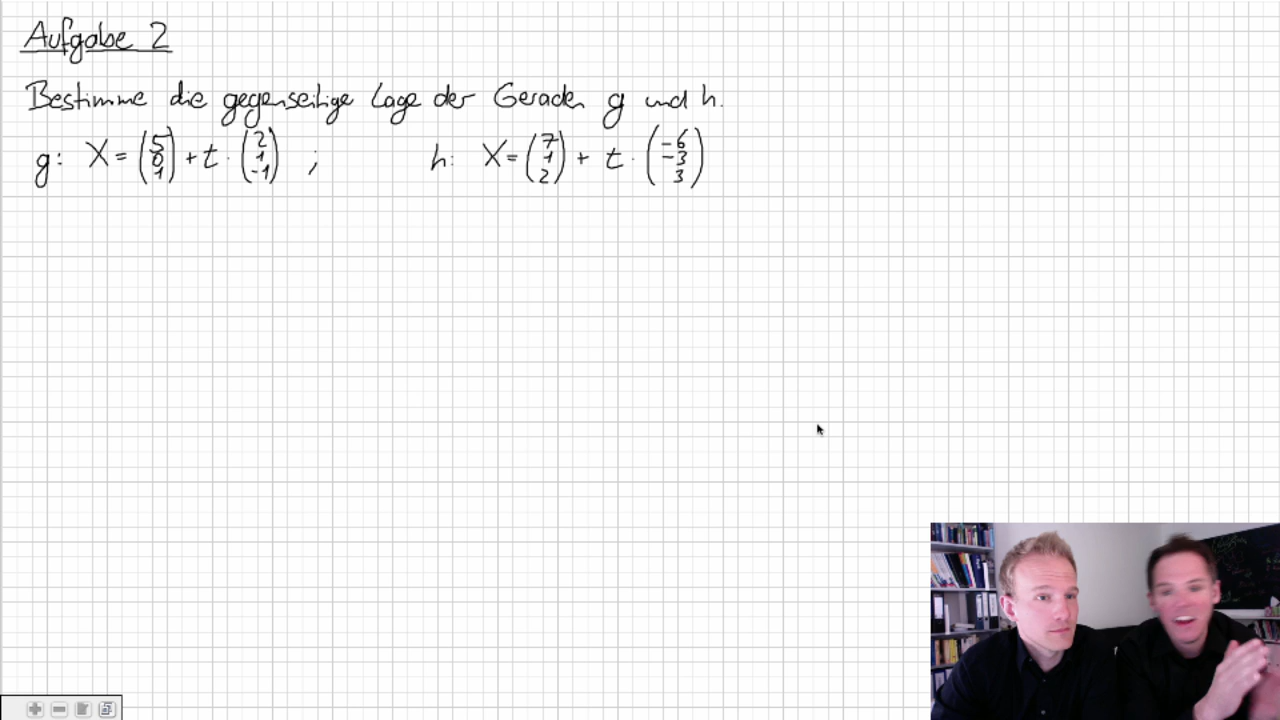 Aufgabe 2
Bestimme die gegenseitige Lage der Geraden g und h.
g: X = (5 0 1) + t · (2 1 -1) ; h: X = (7 1 2) + t · (-6 -3 3)